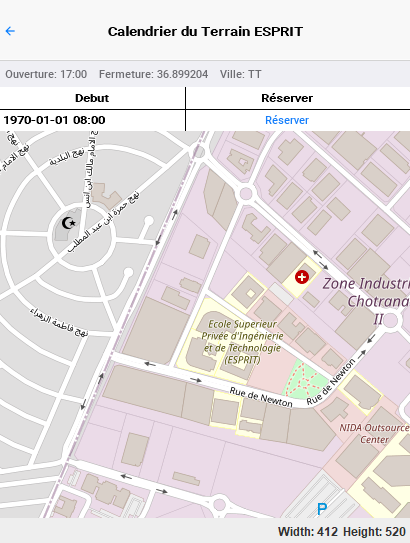 Calendrier du Terrain ESPRIT
Ouverture: 17:00 Fermeture: 36.899204 Ville: TT
Debut Réserver
1970-01-01 08:00 Réserver
نهج البلدية
نهج الامام مالك ابن أنس
نهج حمزة ابن عبد المطلب
نهج فاطمة الزهراء
Zone Industri
Chotrana
II
Ecole Superieur
Privée d'Ingénierie
et de Technologie
(ESPRIT)
Rue de Newton
Rue de Newton
NIDA Outsource
Center
P
Width: 412 Height: 520